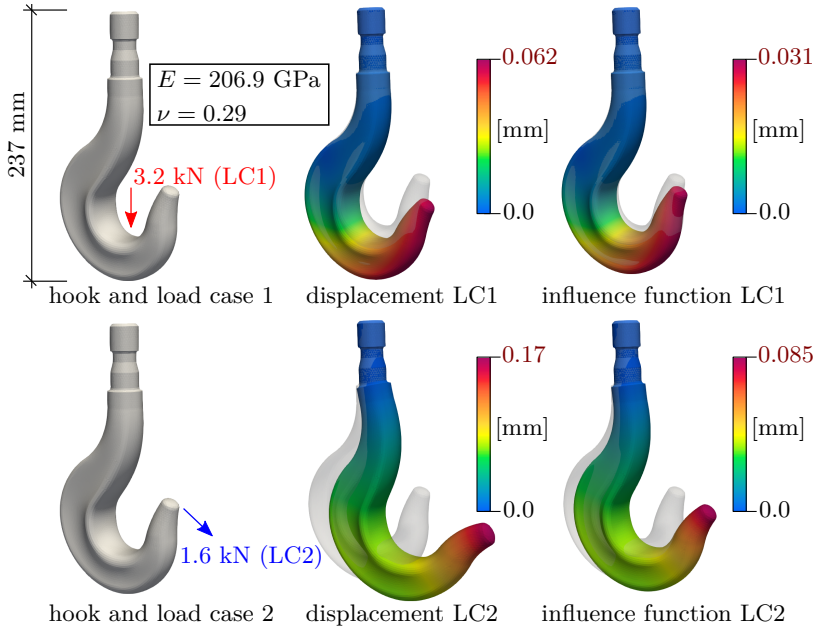 237 mm
E = 206.9 GPa
ν = 0.29
3.2 kN (LC1)
0.062
[mm]
0.0
0.031
[mm]
0.0
hook and load case 1
displacement LC1
influence function LC1
1.6 kN (LC2)
0.17
[mm]
0.0
0.085
[mm]
0.0
hook and load case 2
displacement LC2
influence function LC2